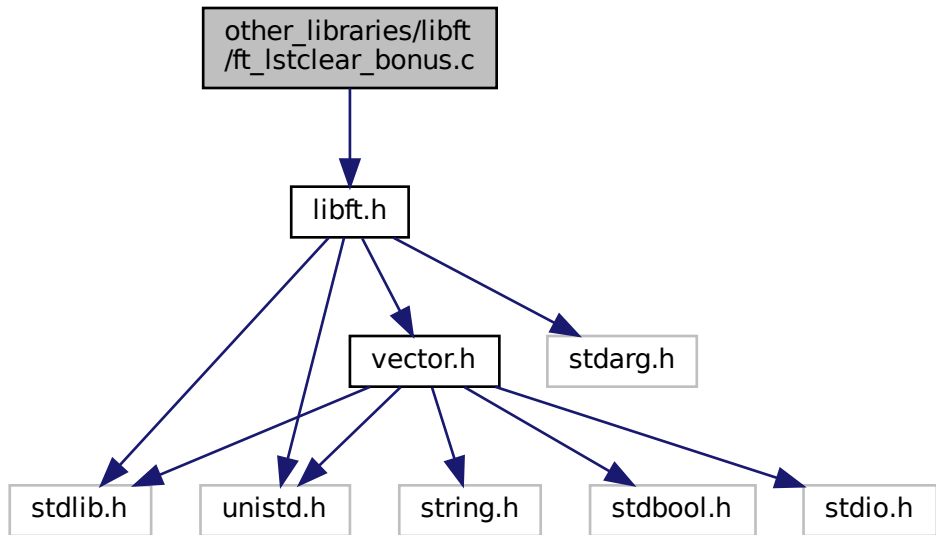 other_libraries/libft
/ft_lstclear_bonus.c
libft.h
vector.h
stdarg.h
stdlib.h
unistd.h
string.h
stdbool.h
stdio.h